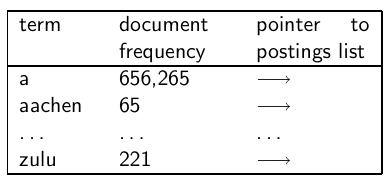 term document pointer to
frequency postings list
a 656,265 →
aachen 65 →
... ... ...
zulu 221 →